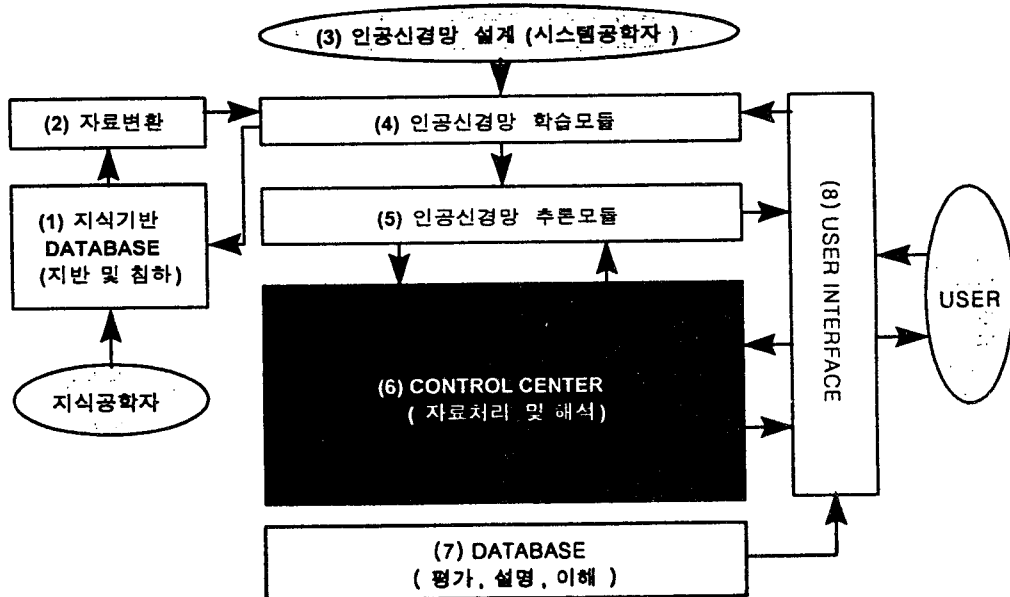 (3) 인공신경망 설계 (시스템공학자 )
(2) 자료변환
(4) 인공신경망 학습모듈
(1) 지식기반
DATABASE
(지반 및 침하)
(5) 인공신경망 추론모듈
(8) USER INTERFACE
USER
(6) CONTROL CENTER
( 자료처리 및 해석)
지식공학자
(7) DATABASE
( 평가 , 설명 , 이해 )